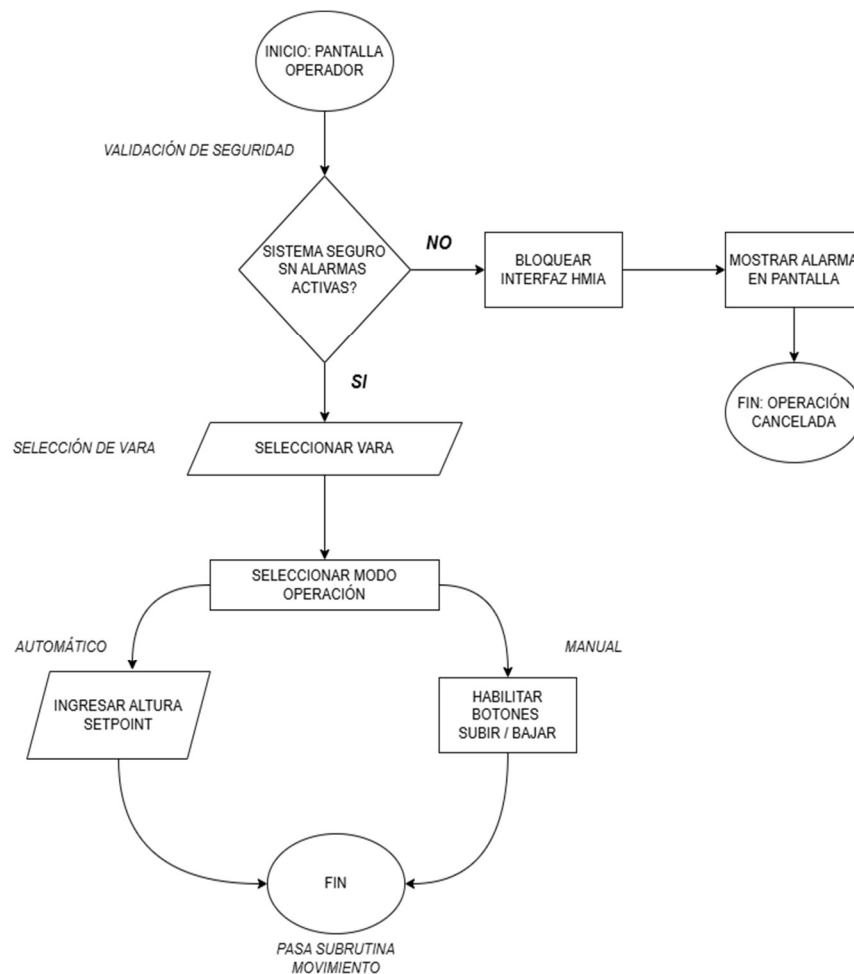 INICIO: PANTALLA
OPERADOR
VALIDACIÓN DE SEGURIDAD
SISTEMA SEGURO
SN ALARMAS
ACTIVAS?
NO
BLOQUEAR
INTERFAZ HMIA
MOSTRAR ALARMA
EN PANTALLA
FIN: OPERACIÓN
CANCELADA
SI
SELECCIÓN DE VARA
SELECCIONAR VARA
SELECCIONAR MODO
OPERACIÓN
AUTOMÁTICO
MANUAL
INGRESAR ALTURA
SETPOINT
HABILITAR
BOTONES
SUBIR / BAJAR
FIN
PASA SUBRUTINA
MOVIMIENTO